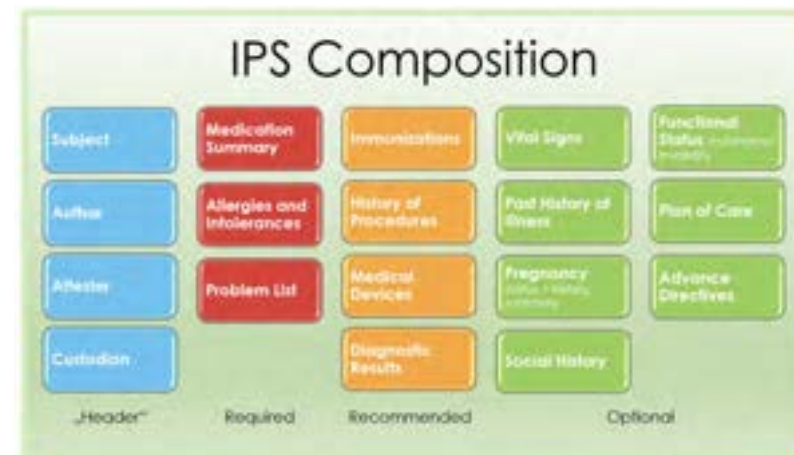 IPS Composition
Subject
Author
Attester
Custodian
„Header“
Medication
Summary
Allergies and
Intolerances
Problem List
Required
Immunizations
History of
Procedures
Medical
Devices
Diagnostic
Results
Recommended
Vital Signs
Past History of
Illness
Pregnancy
Social History
Functional
Status
Plan of Care
Advance
Directives
Optional